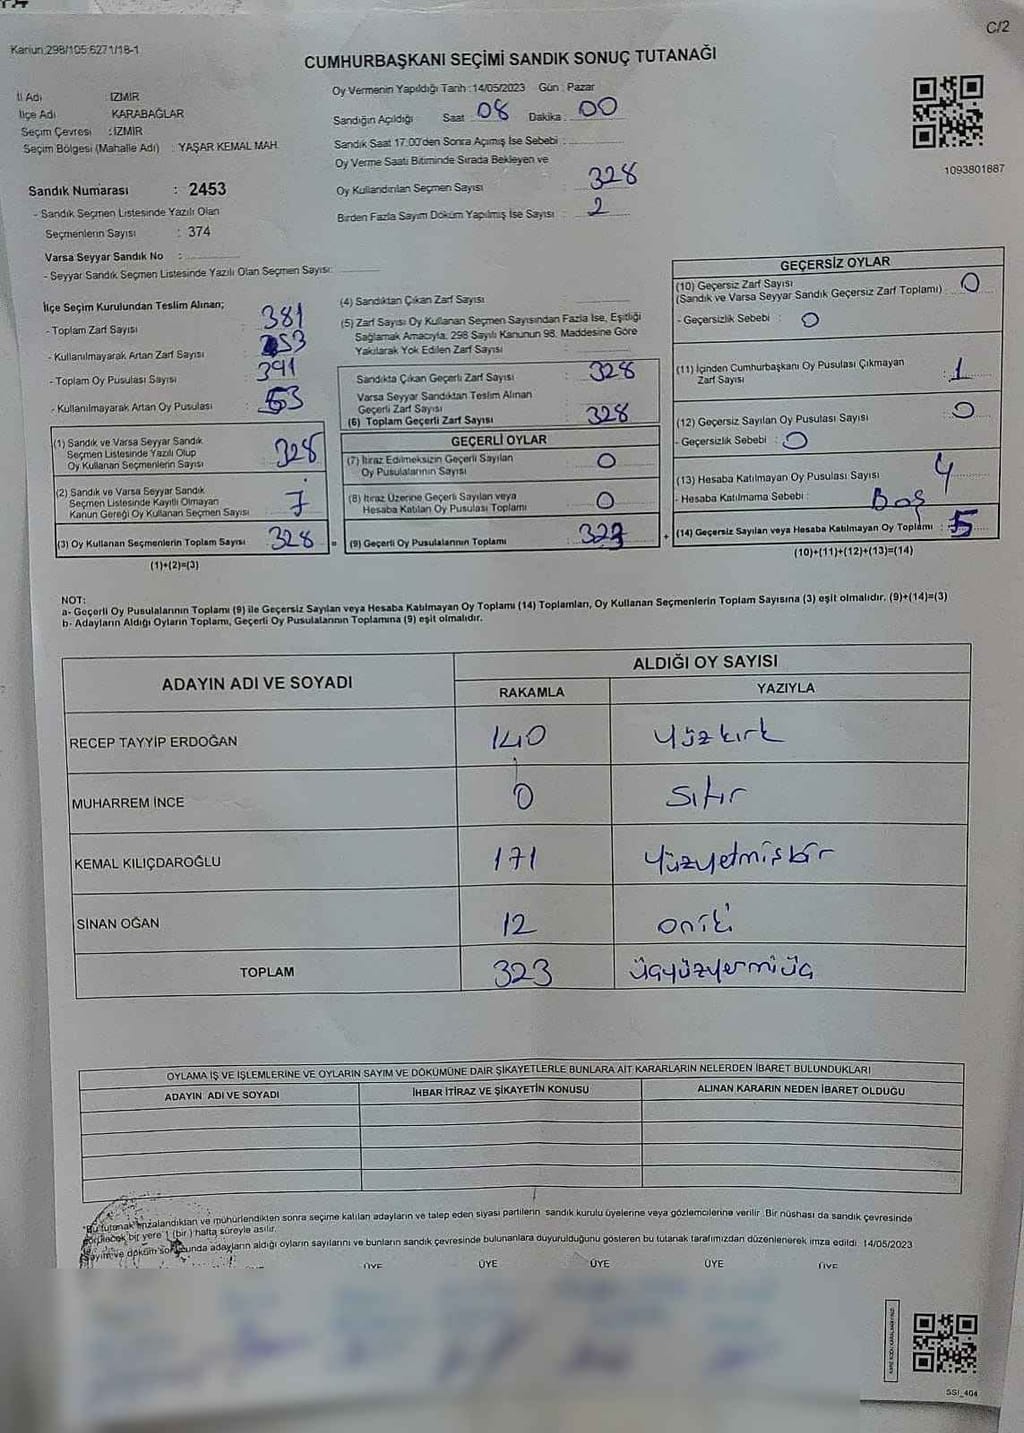 C/2
Kanun:298/105;6271/18-1
CUMHURBAŞKANI SEÇİMİ SANDIK SONUÇ TUTANAĞI
İl Adı : İZMİR
İlçe Adı : KARABAĞLAR
Seçim Çevresi : İZMİR
Seçim Bölgesi (Mahalle Adı) : YAŞAR KEMAL MAH.
Sandık Numarası : 2453
- Sandık Seçmen Listesinde Yazılı Olan
Seçmenlerin Sayısı : 374
Varsa Seyyar Sandık No :
- Seyyar Sandık Seçmen Listesinde Yazılı Olan Seçmen Sayısı:
Oy Vermenin Yapıldığı Tarih :14/05/2023 Gün : Pazar
Sandığın Açıldığı Saat : 08 Dakika : 00
Sandık Saat 17:00'den Sonra Açımış İse Sebebi :
Oy Verme Saati Bitiminde Sırada Bekleyen ve
Oy Kullandırılan Seçmen Sayısı : 328
Birden Fazla Sayım Döküm Yapılmış İse Sayısı : 2
1093801887
İlçe Seçim Kurulundan Teslim Alınan;
- Toplam Zarf Sayısı : 381
- Kullanılmayarak Artan Zarf Sayısı : 53
- Toplam Oy Pusulası Sayısı : 391
- Kullanılmayarak Artan Oy Pusulası : 63
(1) Sandık ve Varsa Seyyar Sandık
Seçmen Listesinde Yazılı Olup
Oy Kullanan Seçmenlerin Sayısı : 328
(2) Sandık ve Varsa Seyyar Sandık
Seçmen Listesinde Kayıtlı Olmayan
Kanun Gereği Oy Kullanan Seçmen Sayısı
(3) Oy Kullanan Seçmenlerin Toplam Sayısı 328
(1)+(2)=(3)
(4) Sandıktan Çıkan Zarf Sayısı :
(5) Zarf Sayısı Oy Kullanan Seçmen Sayısından Fazla İse, Eşitliği
Sağlamak Amacıyla, 298 Sayılı Kanunun 98. Maddesine Göre
Yakılarak Yok Edilen Zarf Sayısı :
Sandıkta Çıkan Geçerli Zarf Sayısı : 328
Varsa Seyyar Sandıktan Teslim Alınan
Geçerli Zarf Sayısı :
(6) Toplam Geçerli Zarf Sayısı : 328
GEÇERLİ OYLAR
(7) İtiraz Edilmeksizin Geçerli Sayılan
Oy Pusulalarının Sayısı : 0
(8) İtiraz Üzerine Geçerli Sayılan veya
Hesaba Katılan Oy Pusulası Toplamı : 0
= (9) Geçerli Oy Pusulalarının Toplamı : 323
GEÇERSİZ OYLAR
(10) Geçersiz Zarf Sayısı
(Sandık ve Varsa Seyyar Sandık Geçersiz Zarf Toplamı) : 0
- Geçersizlik Sebebi : 0
(11) İçinden Cumhurbaşkanı Oy Pusulası Çıkmayan
Zarf Sayısı : 1
(12) Geçersiz Sayılan Oy Pusulası Sayısı : 0
- Geçersizlik Sebebi : 0
(13) Hesaba Katılmayan Oy Pusulası Sayısı : 4
- Hesaba Katılmama Sebebi : Boş
+ (14) Geçersiz Sayılan veya Hesaba Katılmayan Oy Toplamı : 5
(10)+(11)+(12)+(13)=(14)
NOT:
a- Geçerli Oy Pusulalarının Toplamı (9) ile Geçersiz Sayılan veya Hesaba Katılmayan Oy Toplamı (14) Toplamları, Oy Kullanan Seçmenlerin Toplam Sayısına (3) eşit olmalıdır. (9)+(14)=(3)
b- Adayların Aldığı Oyların Toplamı, Geçerli Oy Pusulalarının Toplamına (9) eşit olmalıdır.
ADAYIN ADI VE SOYADI
ALDIĞI OY SAYISI
RAKAMLA YAZIYLA
RECEP TAYYİP ERDOĞAN 140 Yüzkırk
MUHARREM İNCE 0 Sıfır
KEMAL KILIÇDAROĞLU 171 Yüzyetmişbir
SİNAN OĞAN 12 oniki
TOPLAM 323 üçyüzyermiüç
OYLAMA İŞ VE İŞLEMLERİNE VE OYLARIN SAYIM VE DÖKÜMÜNE DAİR ŞİKAYETLERLE BUNLARA AİT KARARLARIN NELERDEN İBARET BULUNDUKLARI
ADAYIN ADI VE SOYADI İHBAR İTİRAZ VE ŞİKAYETİN KONUSU ALINAN KARARIN NEDEN İBARET OLDUĞU
"Bu tutanak imzalandıktan ve mühürlendikten sonra seçime katılan adayların ve talep eden siyasi partilerin sandık kurulu üyelerine veya gözlemcilerine verilir .Bir nüshası da sandık çevresinde
görülecek bir yere 1 (bir) hafta süreyle asılır.
Sayım ve döküm sonucunda adayların aldığı oyların sayılarını ve bunların sandık çevresinde bulunanlara duyurulduğunu gösteren bu tutanak tarafımızdan düzenlenerek imza edildi. 14/05/2023
ÜYE ÜYE ÜYE ÜYE ÜYE
SSI_404